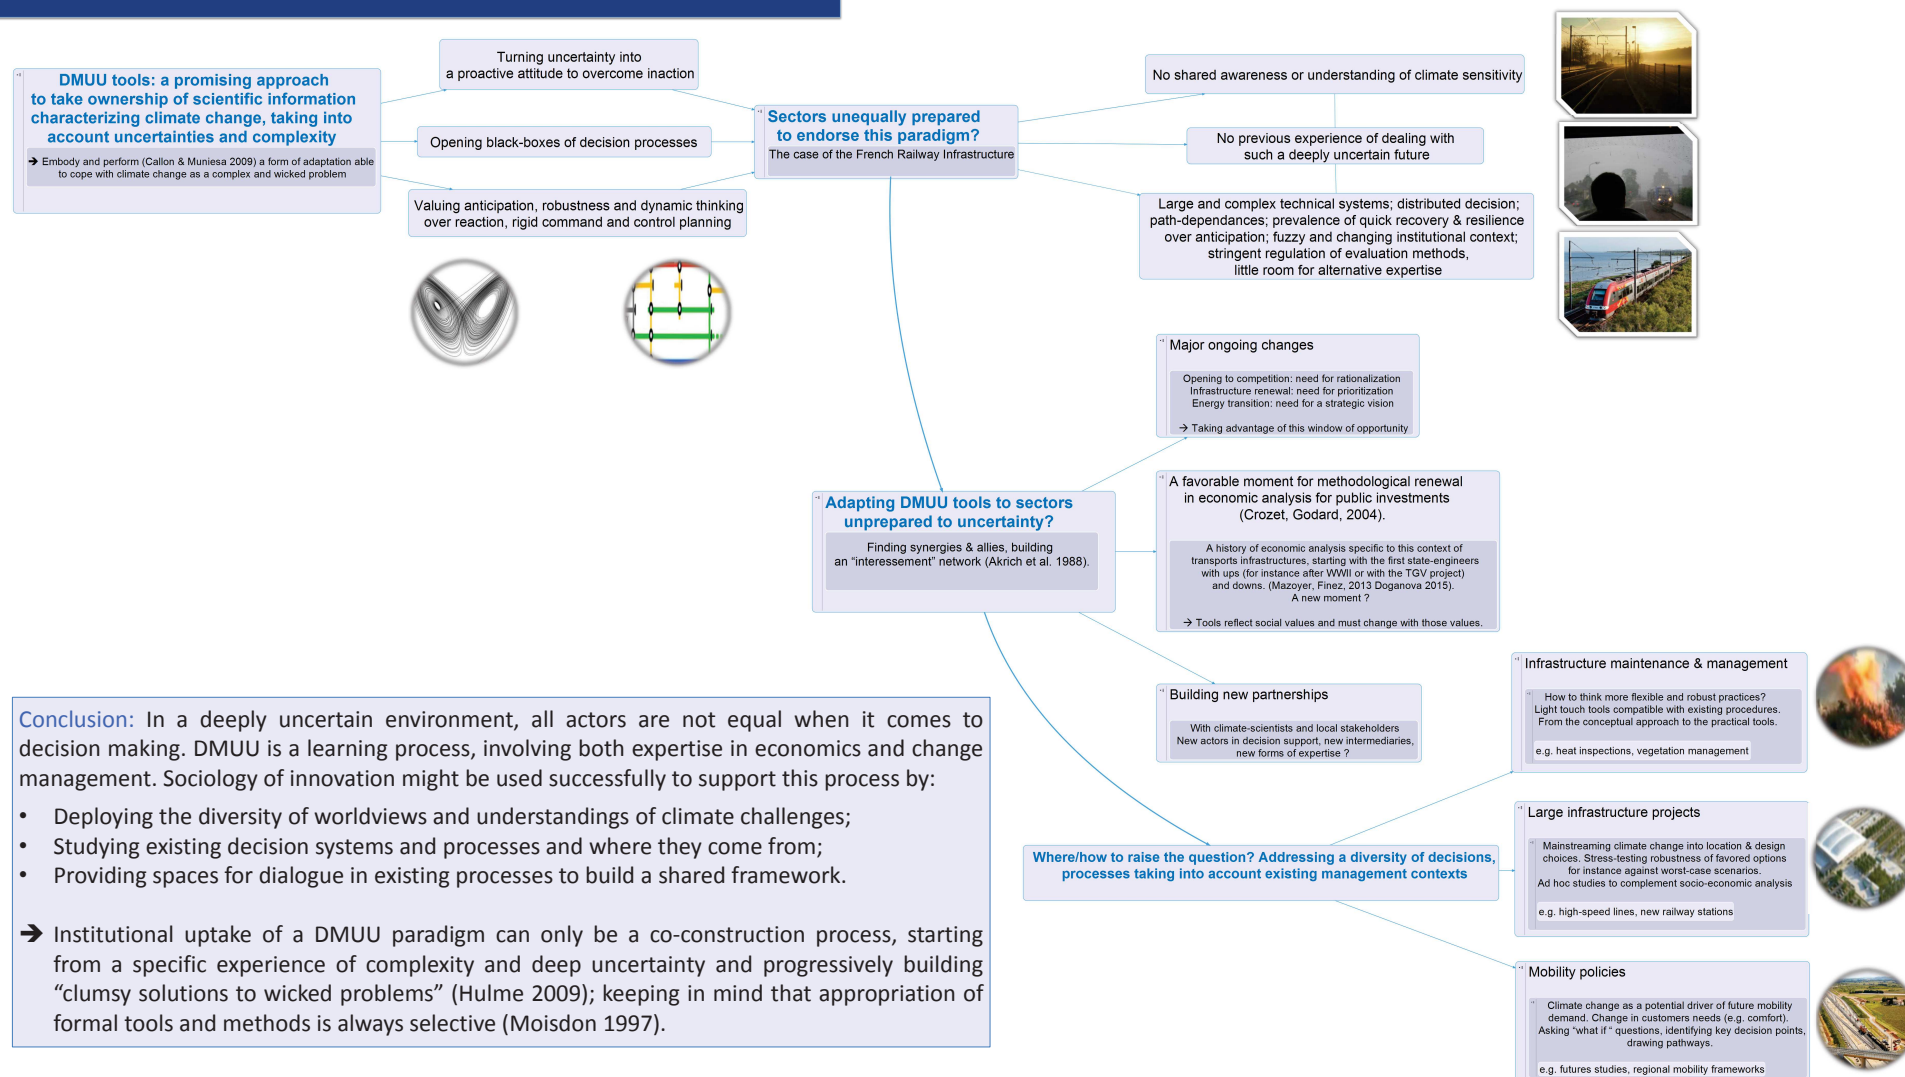 DMUU tools: a promising approach
to take ownership of scientific information
characterizing climate change, taking into
account uncertainties and complexity
➔ Embody and perform (Callon & Muniesa 2009) a form of adaptation able
to cope with climate change as a complex and wicked problem
Turning uncertainty into
a proactive attitude to overcome inaction
Opening black-boxes of decision processes
Valuing anticipation, robustness and dynamic thinking
over reaction, rigid command and control planning
Sectors unequally prepared
to endorse this paradigm?
The case of the French Railway Infrastructure
No shared awareness or understanding of climate sensitivity
No previous experience of dealing with
such a deeply uncertain future
Large and complex technical systems; distributed decision;
path-dependances; prevalence of quick recovery & resilience
over anticipation; fuzzy and changing institutional context;
stringent regulation of evaluation methods,
little room for alternative expertise
Adapting DMUU tools to sectors
unprepared to uncertainty?
Finding synergies & allies, building
an "interessement" network (Akrich et al. 1988).
Major ongoing changes
Opening to competition: need for rationalization
Infrastructure renewal: need for prioritization
Energy transition: need for a strategic vision
→ Taking advantage of this window of opportunity
A favorable moment for methodological renewal
in economic analysis for public investments
(Crozet, Godard, 2004).
A history of economic analysis specific to this context of
transports infrastructures, starting with the first state-engineers
with ups (for instance after WWII or with the TGV project)
and downs. (Mazoyer, Finez, 2013 Doganova 2015).
A new moment ?
→ Tools reflect social values and must change with those values.
Building new partnerships
With climate-scientists and local stakeholders
New actors in decision support, new intermediaries,
new forms of expertise ?
Where/how to raise the question? Addressing a diversity of decisions,
processes taking into account existing management contexts
Infrastructure maintenance & management
How to think more flexible and robust practices?
Light touch tools compatible with existing procedures.
From the conceptual approach to the practical tools.
e.g. heat inspections, vegetation management
Large infrastructure projects
Mainstreaming climate change into location & design
choices. Stress-testing robustness of favored options
for instance against worst-case scenarios.
Ad hoc studies to complement socio-economic analysis
e.g. high-speed lines, new railway stations
Mobility policies
Climate change as a potential driver of future mobility
demand. Change in customers needs (e.g. comfort).
Asking "what if " questions, identifying key decision points,
drawing pathways.
e.g. futures studies, regional mobility frameworks
Conclusion: In a deeply uncertain environment, all actors are not equal when it comes to
decision making. DMUU is a learning process, involving both expertise in economics and change
management. Sociology of innovation might be used successfully to support this process by:
• Deploying the diversity of worldviews and understandings of climate challenges;
• Studying existing decision systems and processes and where they come from;
• Providing spaces for dialogue in existing processes to build a shared framework.
➔ Institutional uptake of a DMUU paradigm can only be a co-construction process, starting
from a specific experience of complexity and deep uncertainty and progressively building
“clumsy solutions to wicked problems” (Hulme 2009); keeping in mind that appropriation of
formal tools and methods is always selective (Moisdon 1997).